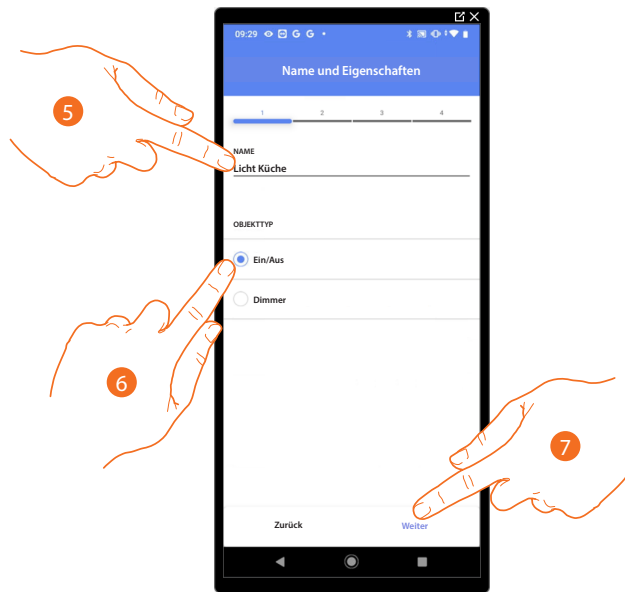 09:29 G G
Name und Eigenschaften
1 2 3 4
NAME
Licht Küche
OBJEKTTYP
Ein/Aus
Dimmer
Zurück Weiter
5
6
7